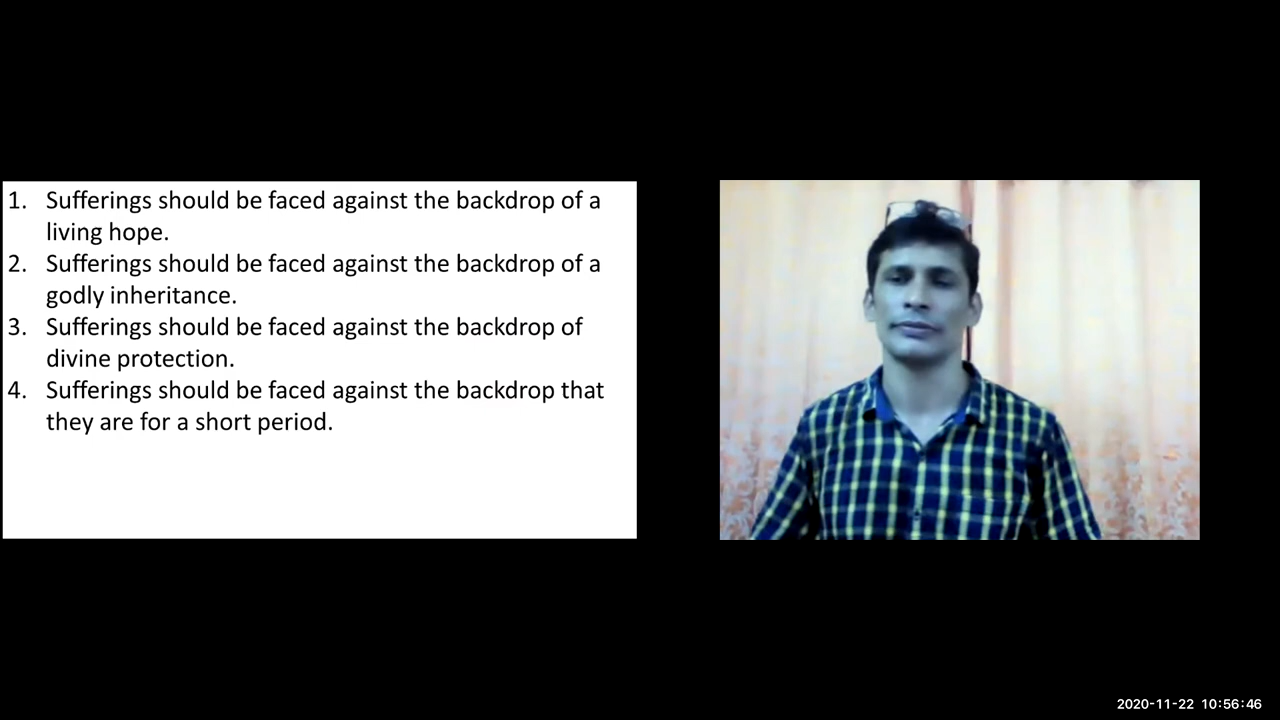 1. Sufferings should be faced against the backdrop of a
living hope.
2. Sufferings should be faced against the backdrop of a
godly inheritance.
3. Sufferings should be faced against the backdrop of
divine protection.
4. Sufferings should be faced against the backdrop that
they are for a short period.
2020-11-22 10:56:46